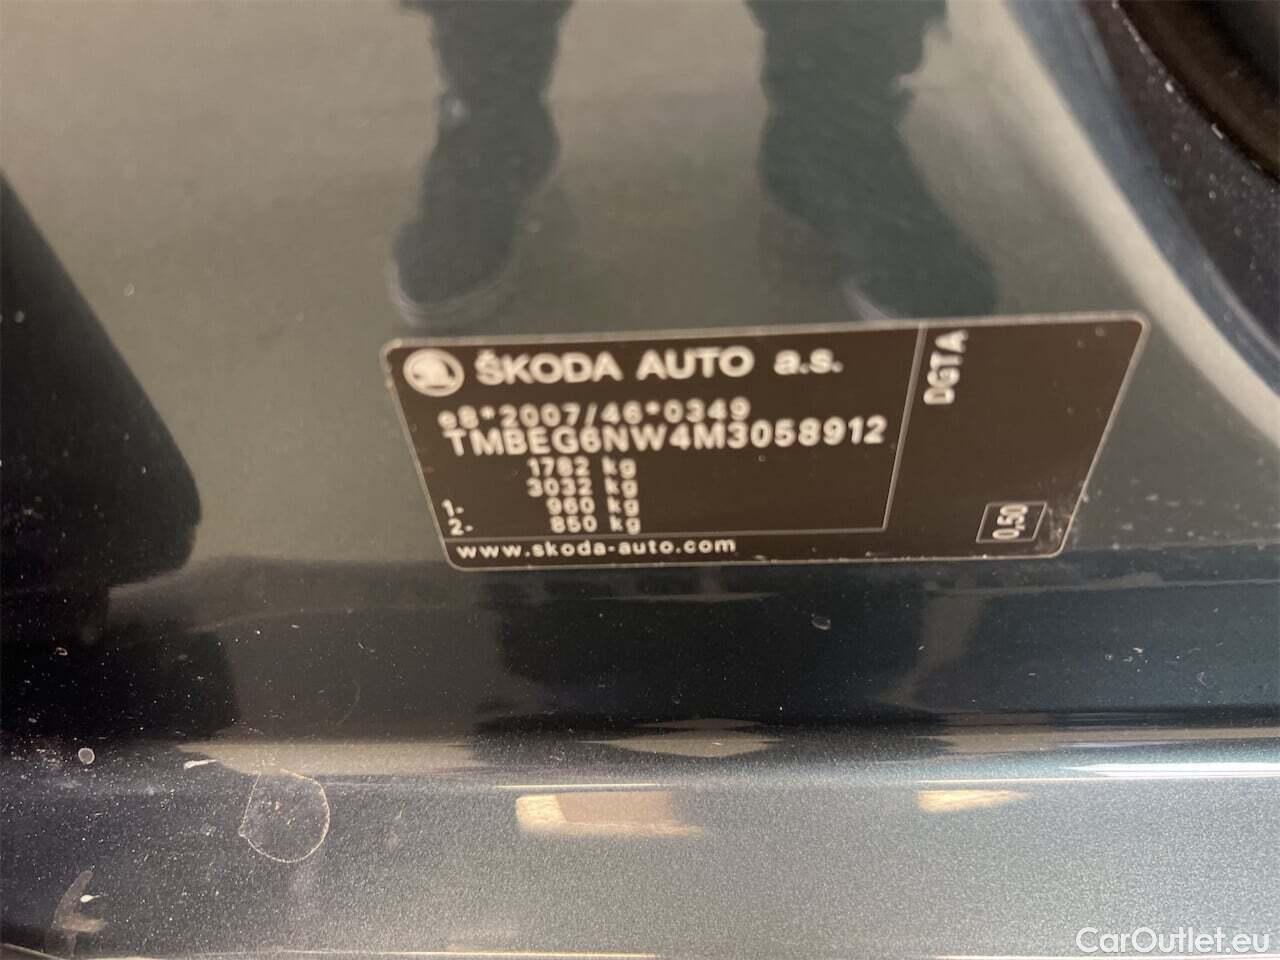 ŠKODA AUTO a.s.
e8*2007/46*0349
TMBEG6NW4M3058912
1782 kg
3032 kg
1- 960 kg
2- 850 kg
www.skoda-auto.com
DGTA
0,50
CarOutlet.eu